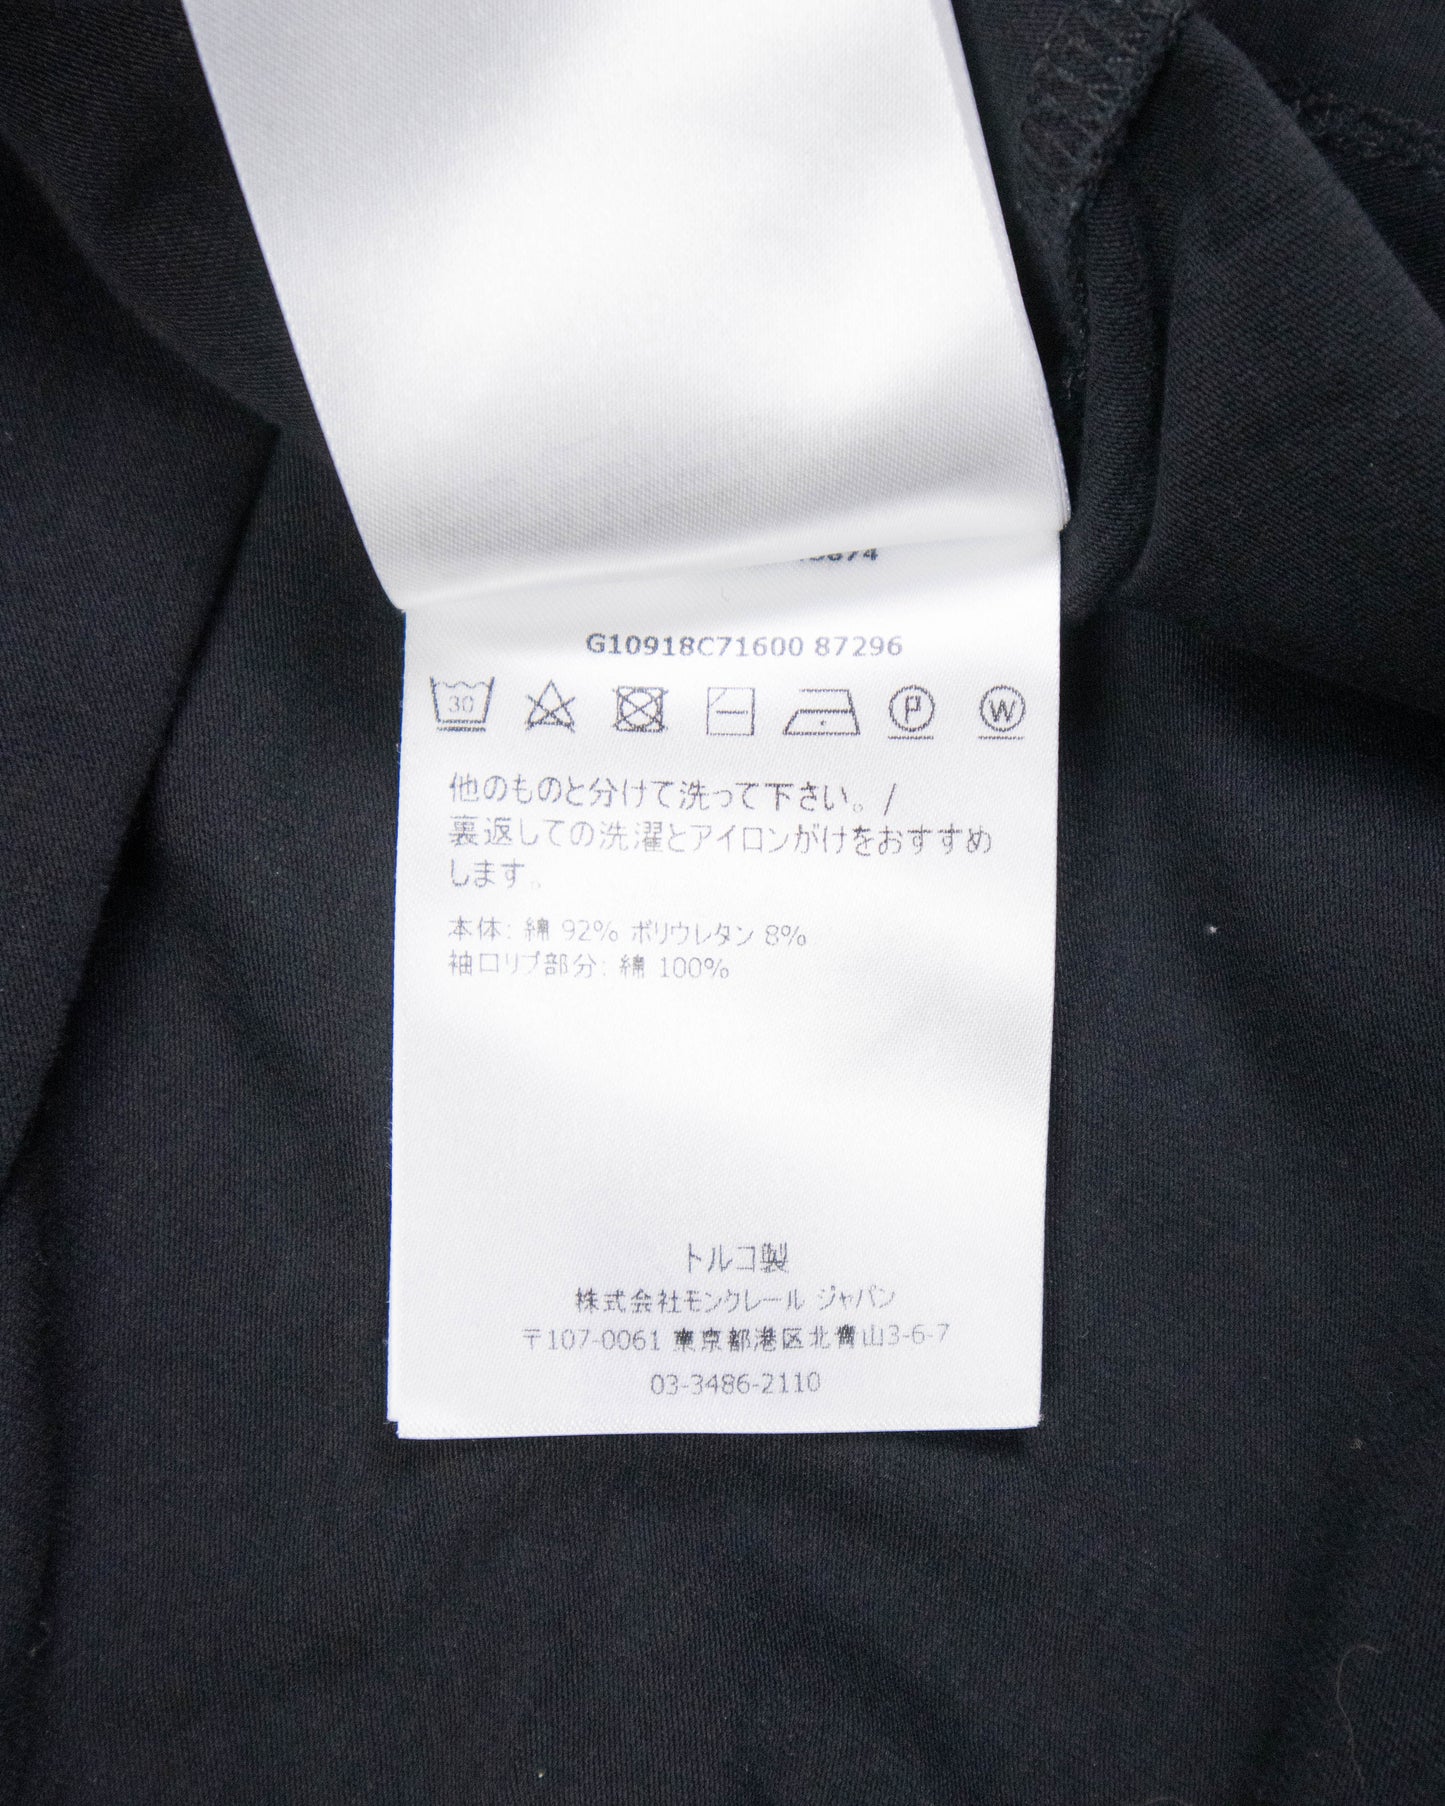 G10918C71600 87296
30
P
W
他のものと分けて洗って下さい。/
裏返しての洗濯とアイロンがけをおすすめ
します。
本体: 綿 92% ポリウレタン 8%
袖口リブ部分: 綿 100%
トルコ製
株式会社モンクレール ジャパン
〒107-0061 東京都港区北青山3-6-7
03-3486-2110